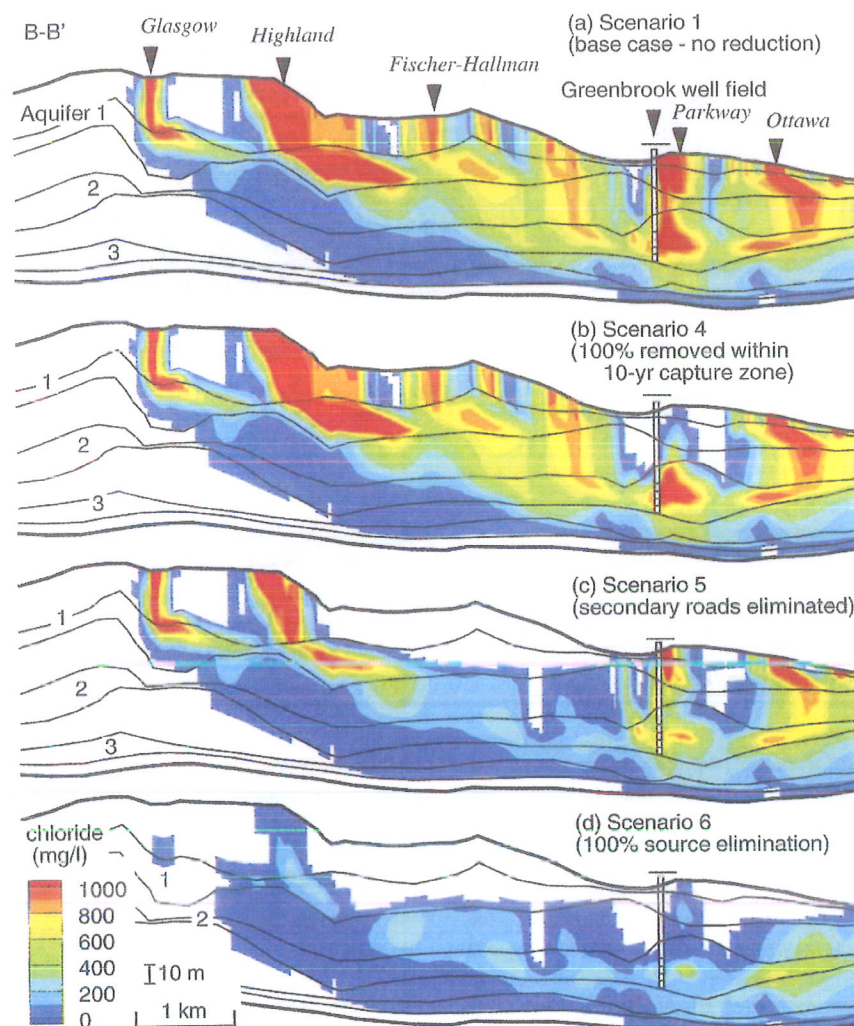 B-B'
Glasgow
Highland
Fischer-Hallman
(a) Scenario 1
(base case - no reduction)
Greenbrook well field
Parkway
Ottawa
Aquifer 1
2
3
(b) Scenario 4
(100% removed within
10-yr capture zone)
1
2
3
(c) Scenario 5
(secondary roads eliminated)
1
2
3
(d) Scenario 6
(100% source elimination)
1
2
chloride
(mg/l)
1000
800
600
400
200
0
10 m
1 km